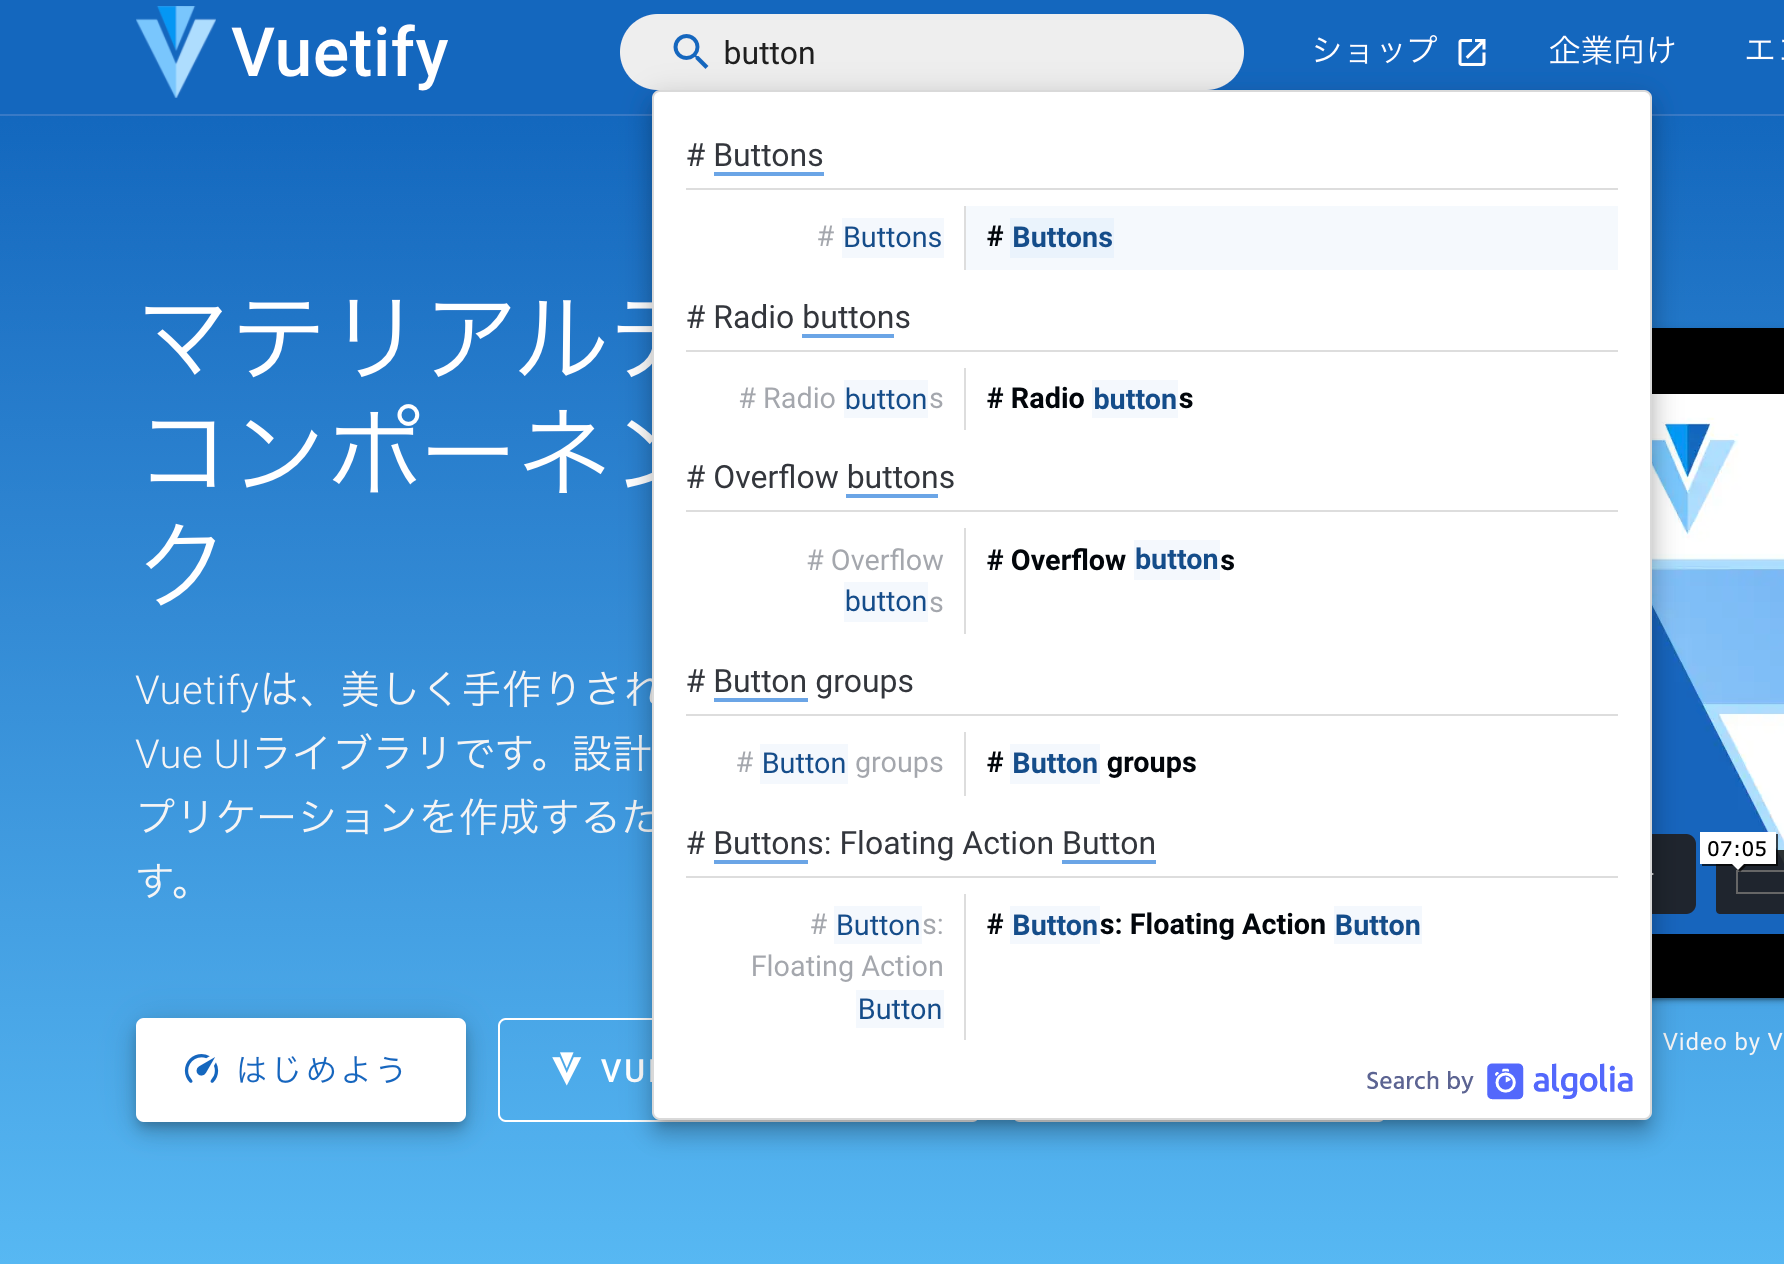 Vuetify
button
ショップ
企業向け
# Buttons
# Buttons
# Buttons
# Radio buttons
# Radio buttons
# Radio buttons
# Overflow buttons
# Overflow
buttons
# Overflow buttons
# Button groups
# Button groups
# Button groups
# Buttons: Floating Action Button
# Buttons:
Floating Action
Button
# Buttons: Floating Action Button
Search by algolia
マテリアル
コンポーネン
ク
Vuetifyは、美しく手作りされ
Vue UIライブラリです。設計
プリケーションを作成するた
す。
はじめよう
VU
07:05
Video by V